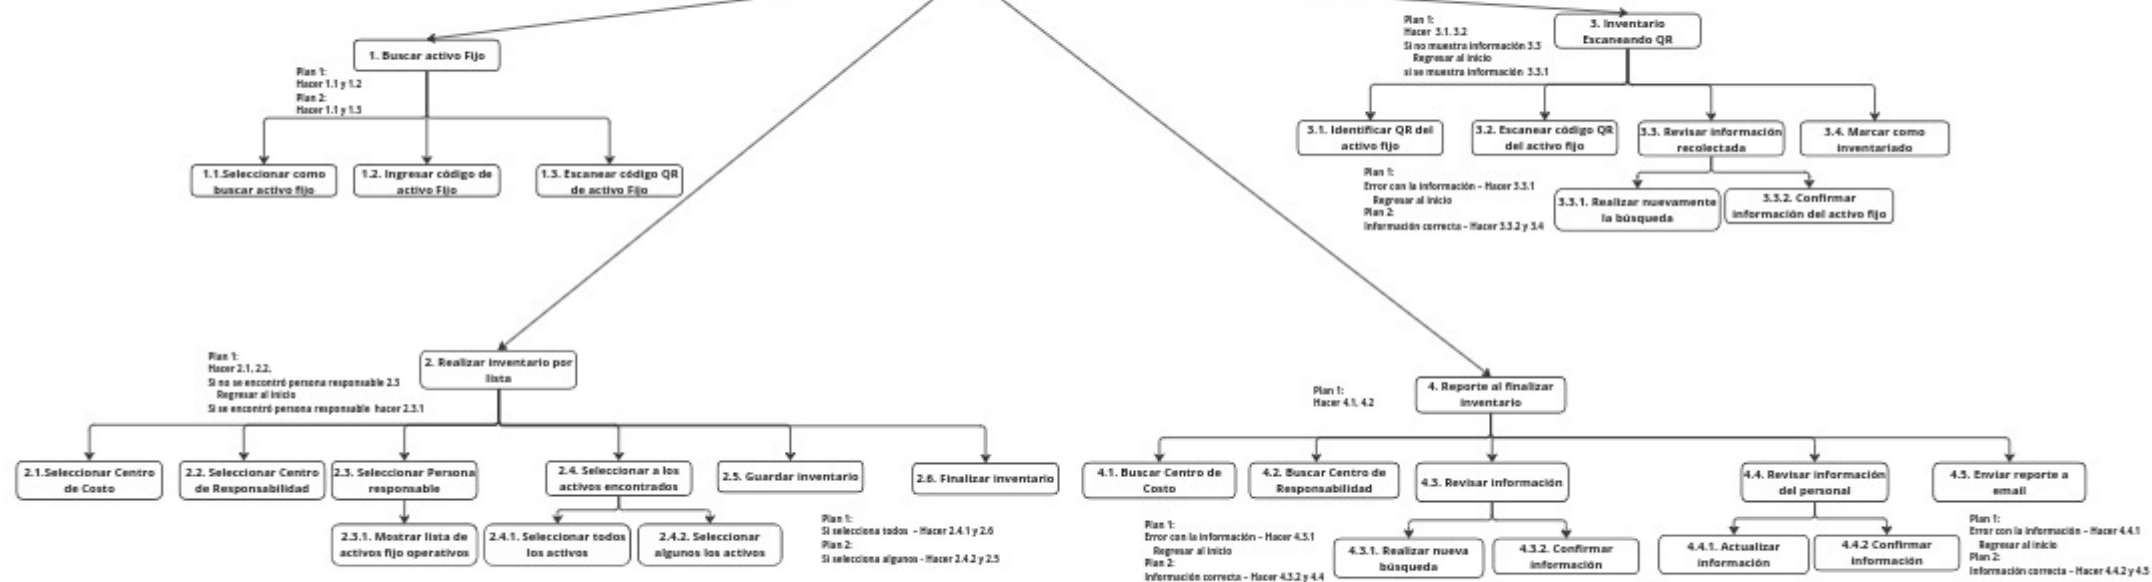 1. Buscar activo Fijo
Plan 1:
Hacer 1.1 y 1.2
Plan 2:
Hacer 1.1 y 1.3
1.1.Seleccionar como
buscar activo fijo
1.2. Ingresar código de
activo Fijo
1.3. Escanear código QR
de activo Fijo
Plan 1:
Hacer 3.1. 3.2
Si no muestra información 3.3
Regresar al inicio
si se muestra información 3.3.1
3. Inventario
Escaneando QR
3.1. Identificar QR del
activo fijo
3.2. Escanear código QR
del activo fijo
3.3. Revisar información
recolectada
3.4. Marcar como
inventariado
Plan 1:
Error con la información – Hacer 3.3.1
Regresar al inicio
Plan 2:
Información correcta – Hacer 3.3.2 y 3.4
3.3.1. Realizar nuevamente
la búsqueda
3.3.2. Confirmar
información del activo fijo
Plan 1:
Hacer 2.1, 2.2,
Si no se encontró persona responsable 2.3
Regresar al inicio
Si se encontró persona responsable hacer 2.3.1
2. Realizar inventario por
lista
2.1.Seleccionar Centro
de Costo
2.2. Seleccionar Centro
de Responsabilidad
2.3. Seleccionar Persona
responsable
2.4. Seleccionar a los
activos encontrados
2.5. Guardar inventario
2.6. Finalizar inventario
2.3.1. Mostrar lista de
activos fijo operativos
2.4.1. Seleccionar todos
los activos
2.4.2. Seleccionar
algunos los activos
Plan 1:
Si selecciona todos – Hacer 2.4.1 y 2.6
Plan 2:
Si selecciona algunos - Hacer 2.4.2 y 2.5
Plan 1:
Hacer 4.1, 4.2
4. Reporte al finalizar
inventario
4.1. Buscar Centro de
Costo
4.2. Buscar Centro de
Responsabilidad
4.3. Revisar información
4.4. Revisar información
del personal
4.5. Enviar reporte a
email
Plan 1:
Error con la información – Hacer 4.3.1
Regresar al inicio
Plan 2:
Información correcta – Hacer 4.3.2 y 4.4
4.3.1. Realizar nueva
búsqueda
4.3.2. Confirmar
información
4.4.1. Actualizar
información
4.4.2 Confirmar
información
Plan 1:
Error con la información – Hacer 4.4.1
Regresar al inicio
Plan 2:
Información correcta – Hacer 4.4.2 y 4.5